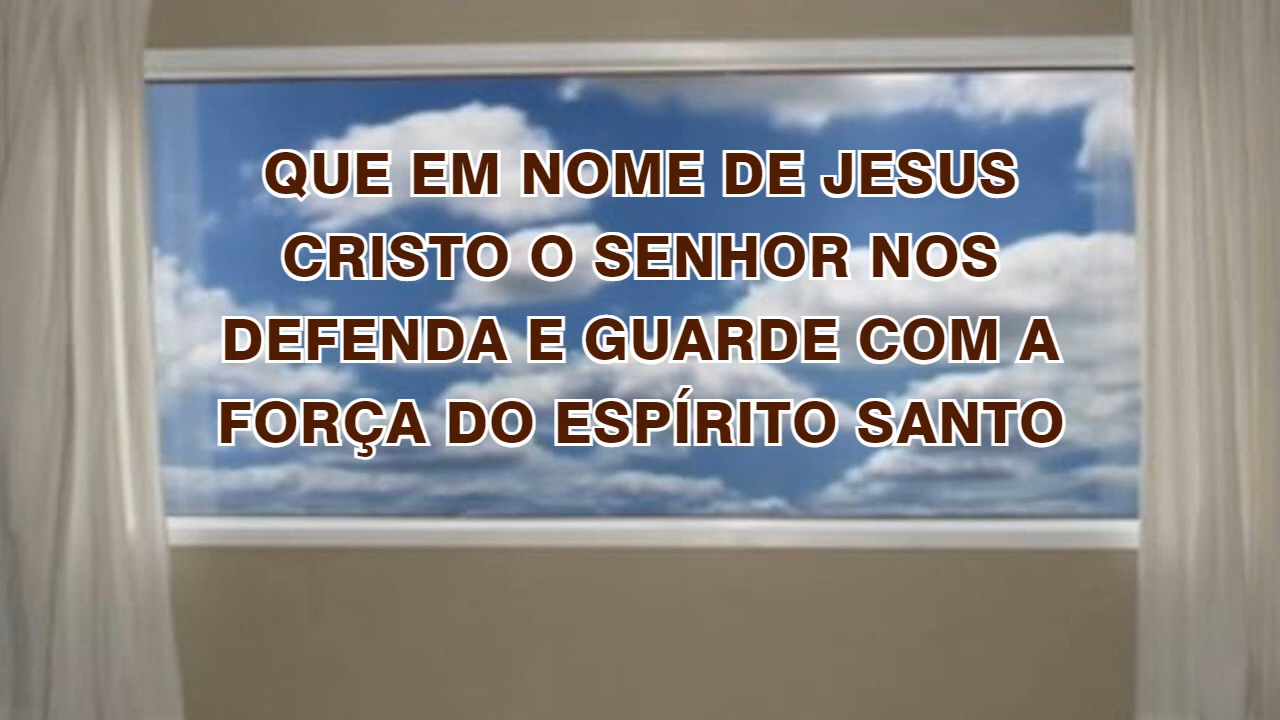 QUE EM NOME DE JESUS
CRISTO O SENHOR NOS
DEFENDA E GUARDE COM A
FORÇA DO ESPÍRITO SANTO